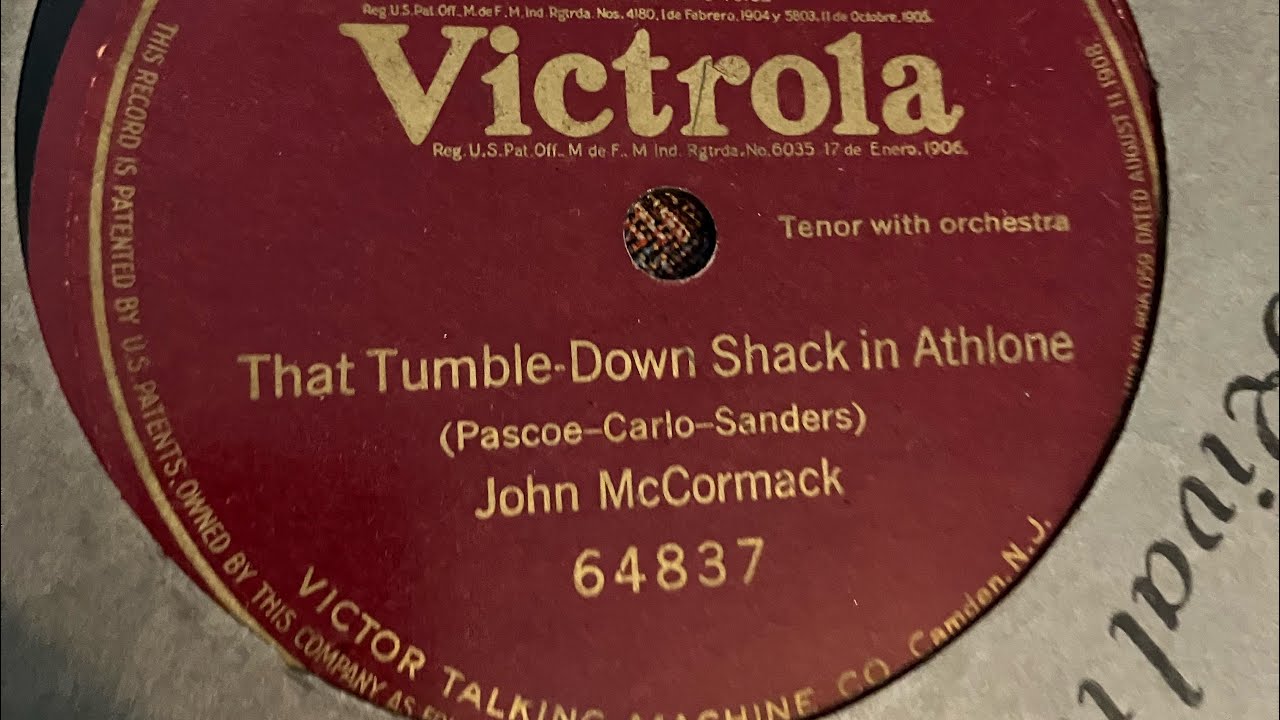 Reg. U.S. Pat. Off., M. de F., M. Ind. Rgtrda. Nos. 4180, 1 de Febrero, 1904 y 5803, 11 de Octubre, 1905.
Victrola
Reg. U.S. Pat. Off., M de F., M Ind. Rgtrda. No. 6035 17 de Enero, 1906.
Tenor with orchestra
That Tumble-Down Shack in Athlone
(Pascoe-Carlo-Sanders)
John McCormack
64837
VICTOR TALKING MACHINE CO. Camden, N.J.
THIS RECORD IS PATENTED BY U.S. PATENTS, OWNED BY THIS COMPANY AS
DATED AUGUST 11, 1908.